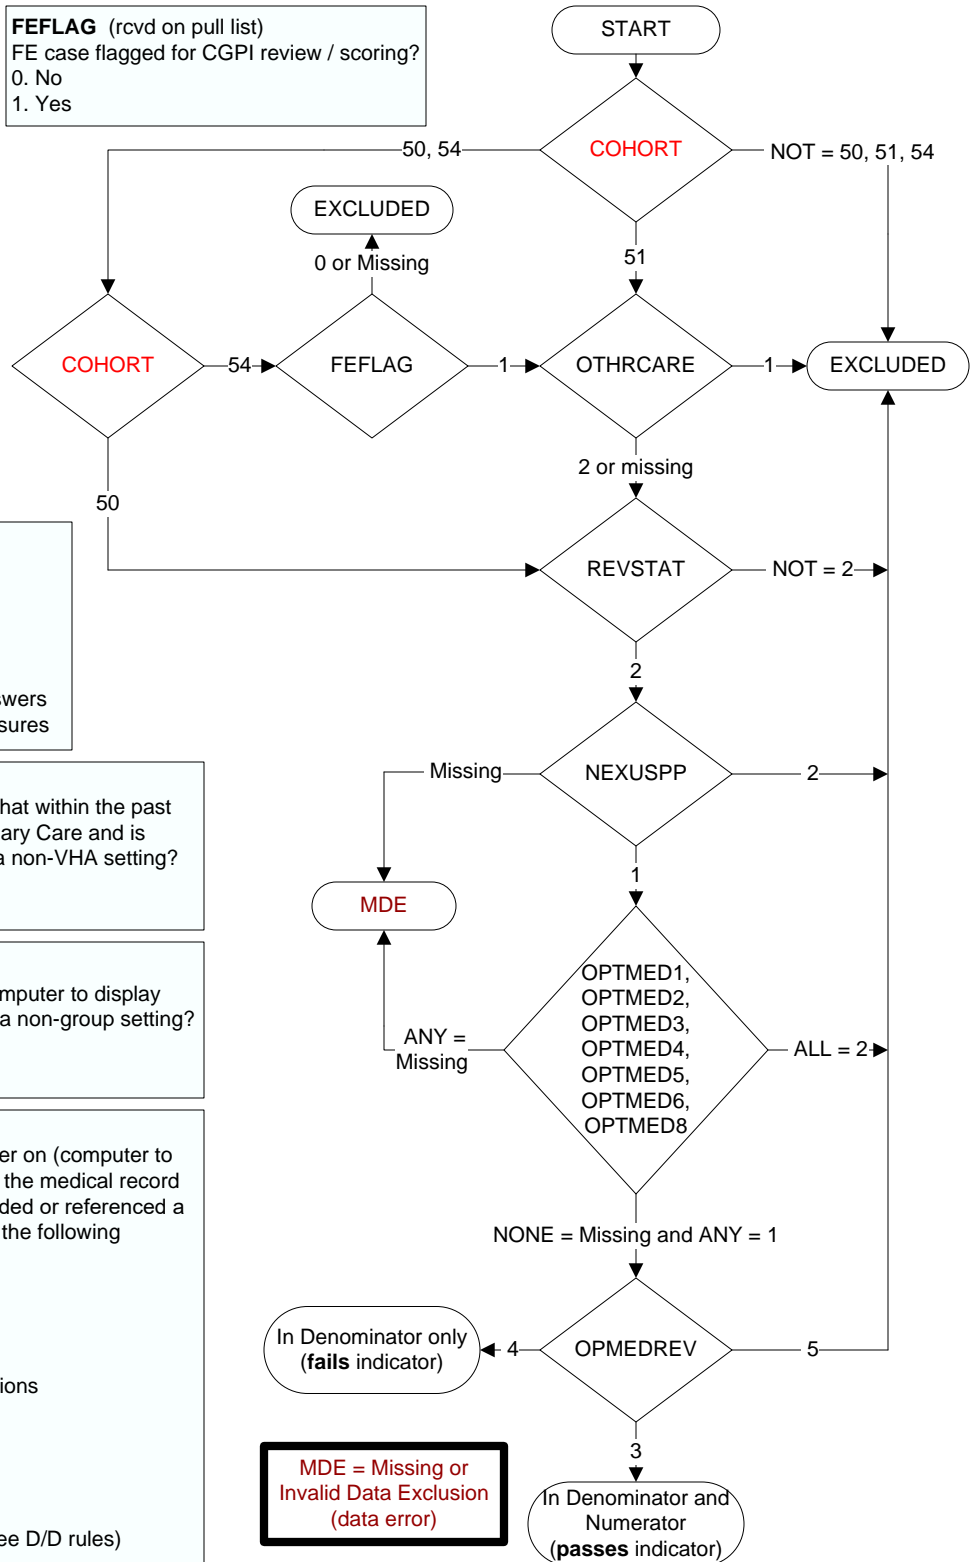 FEFLAG (rcvd on pull list)
FE case flagged for CGPI review / scoring?
0. No
1. Yes
START
COHORT
50, 54
NOT = 50, 51, 54
EXCLUDED
0 or Missing
51
COHORT
54
FEFLAG
1
OTHRCARE
1
EXCLUDED
2 or missing
50
REVSTAT
NOT = 2
2
swers
sures
Missing
NEXUSPP
2
hat within the past
ary Care and is
a non-VHA setting?
1
MDE
mputer to display
a non-group setting?
ANY =
Missing
OPTMED1,
OPTMED2,
OPTMED3,
OPTMED4,
OPTMED5,
OPTMED6,
OPTMED8
ALL = 2
er on (computer to
the medical record
ded or referenced a
the following
NONE = Missing and ANY = 1
In Denominator only
(fails indicator)
4
OPMEDREV
5
ions
3
MDE = Missing or
Invalid Data Exclusion
(data error)
In Denominator and
Numerator
(passes indicator)
ee D/D rules)